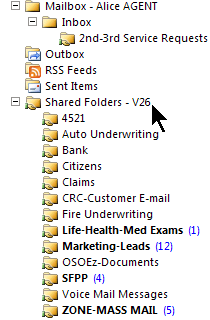 Mailbox - Alice AGENT
Inbox
2nd-3rd Service Requests
Outbox
RSS Feeds
Sent Items
Shared Folders - V26
4521
Auto Underwriting
Bank
Citizens
Claims
CRC-Customer E-mail
Fire Underwriting
Life-Health-Med Exams (1)
Marketing-Leads (12)
OSOEz-Documents
SFPP (4)
Voice Mail Messages
ZONE-MASS MAIL (5)